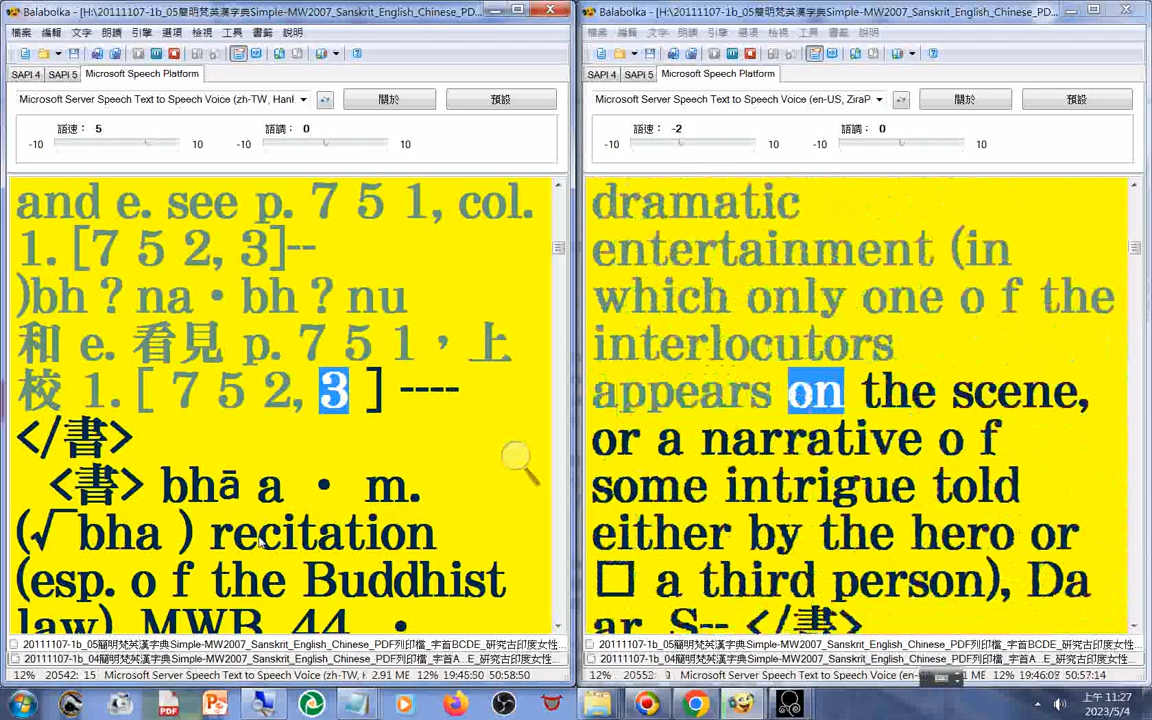 Balabolka - [H:\20111107-1b_05簡明梵英漢字典Simple-MW2007_Sanskrit_English_Chinese_PD...
檔案 編輯 文字 朗讀 引擎 選項 檢視 工具 書籤 說明
SAPI 4 SAPI 5 Microsoft Speech Platform
Microsoft Server Speech Text to Speech Voice (zh-TW, Hanl
關於 預設
語速： 5 語調： 0
-10 10 -10 10
and e. see p. 7 5 1, col.
1. [7 5 2, 3]--
)bh ? na • bh ? nu
和 e. 看見 p. 7 5 1，上
校 1. [ 7 5 2, 3 ] ----
</書>
<書> bhā a • m.
(√bha ) recitation
(esp. o f the Buddhist
law), MWB. 44. •
20111107-1b_05簡明梵英漢字典Simple-MW2007_Sanskrit_English_Chinese_PDF列印檔_字首BCDE_研究古印度女性...
20111107-1b_04簡明梵英漢字典Simple-MW2007_Sanskrit_English_Chinese_PDF列印檔_字首A...E_研究古印度女性...
12% 20542: 15 Microsoft Server Speech Text to Speech Voice (zh-TW, 2.91 ME 12% 19:45:50 50:58:50
Balabolka - [H:\20111107-1b_05簡明梵英漢字典Simple-MW2007_Sanskrit_English_Chinese_PD...
檔案 編輯 文字 朗讀 引擎 選項 檢視 工具 書籤 說明
SAPI 4 SAPI 5 Microsoft Speech Platform
Microsoft Server Speech Text to Speech Voice (en-US, ZiraP
關於 預設
語速： -2 語調： 0
-10 10 -10 10
dramatic
entertainment (in
which only one o f the
interlocutors
appears on the scene,
or a narrative o f
some intrigue told
either by the hero or
□ a third person), Da
ar. S-- </書>
20111107-1b_05簡明梵英漢字典Simple-MW2007_Sanskrit_English_Chinese_PDF列印檔_字首BCDE_研究古印度女性...
20111107-1b_04簡明梵英漢字典Simple-MW2007_Sanskrit_English_Chinese_PDF列印檔_字首A...E_研究古印度女性...
12% 20552: Microsoft Server Speech Text to Speech Voice (en-U ME 12% 19:46:07 50:57:14
上午 11:27
2023/5/4